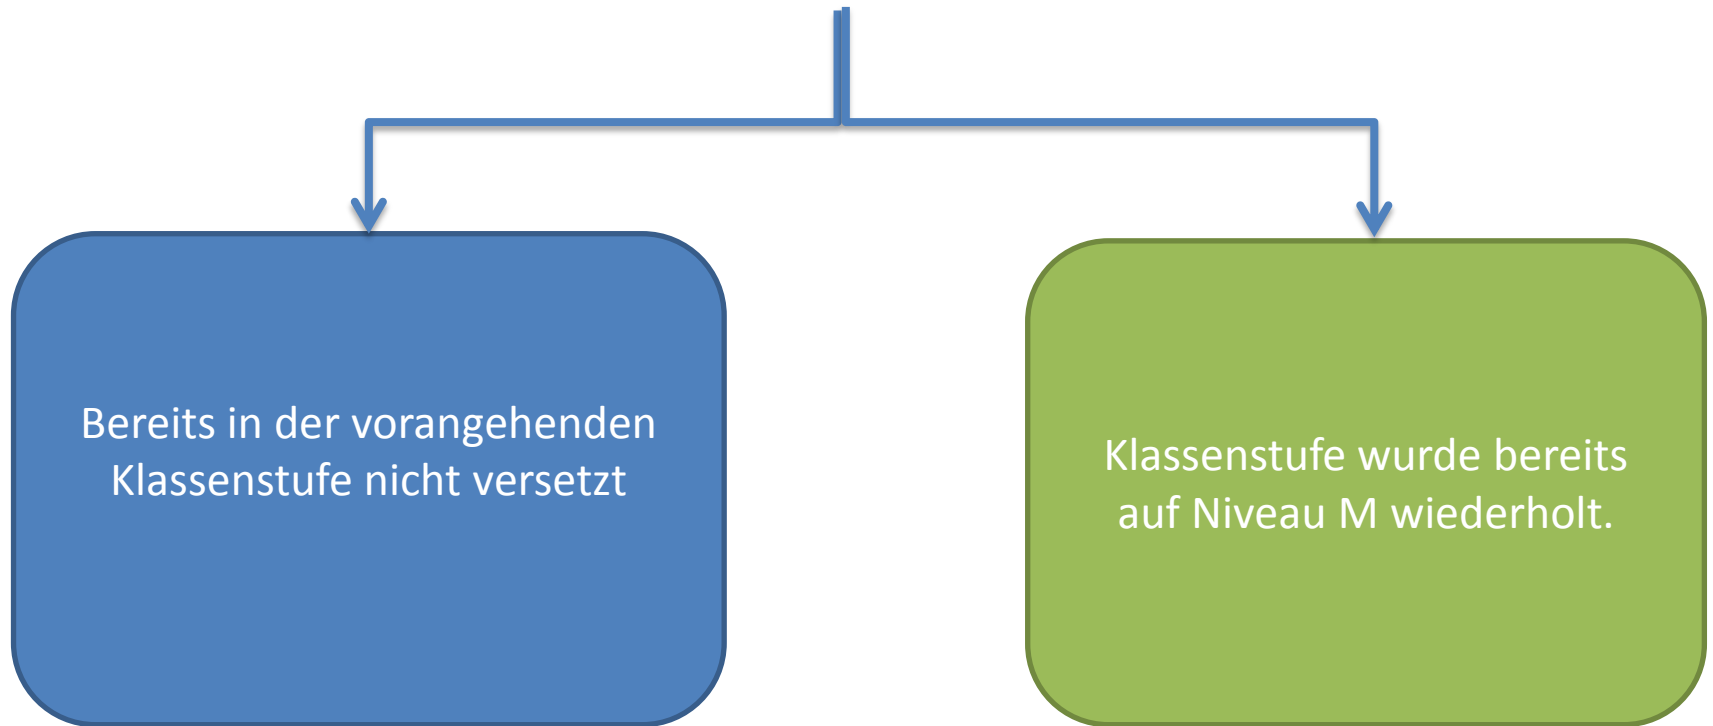 Bereits in der vorangehenden
Klassenstufe nicht versetzt
Klassenstufe wurde bereits
auf Niveau M wiederholt.